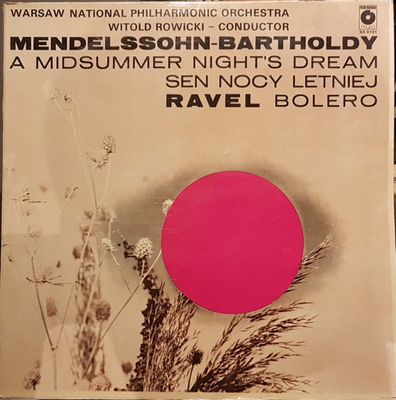 WARSAW NATIONAL PHILHARMONIC ORCHESTRA
WITOLD ROWICKI – CONDUCTOR
MENDELSSOHN-BARTHOLDY
A MIDSUMMER NIGHT'S DREAM
SEN NOCY LETNIEJ
RAVEL BOLERO